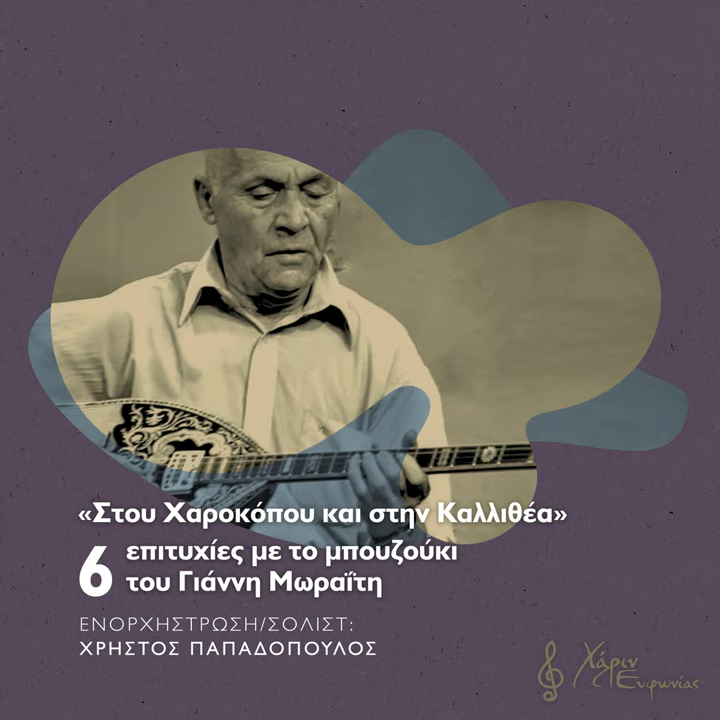 «Στου Χαροκόπου και στην Καλλιθέα»
6 επιτυχίες με το μπουζούκι
του Γιάννη Μωραΐτη
ΕΝΟΡΧΗΣΤΡΩΣΗ/ΣΟΛΙΣΤ:
ΧΡΗΣΤΟΣ ΠΑΠΑΔΟΠΟΥΛΟΣ
Χάριν
Ευφωνίας